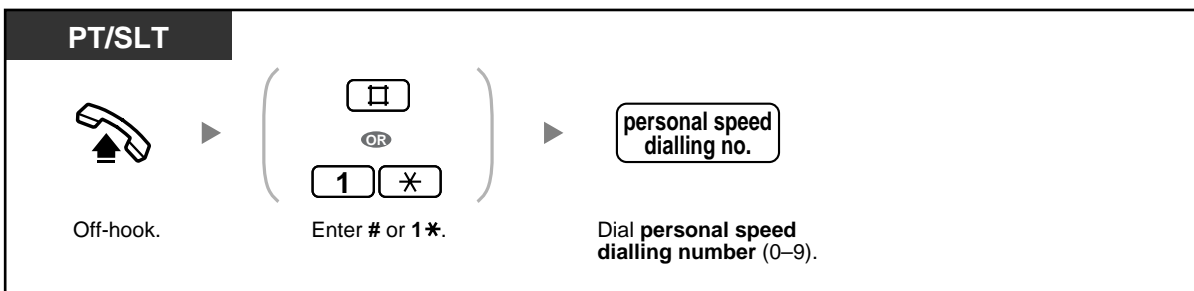 PT/SLT
#
OR
1 *
personal speed
dialling no.
Off-hook.
Enter # or 1*.
Dial personal speed
dialling number (0–9).